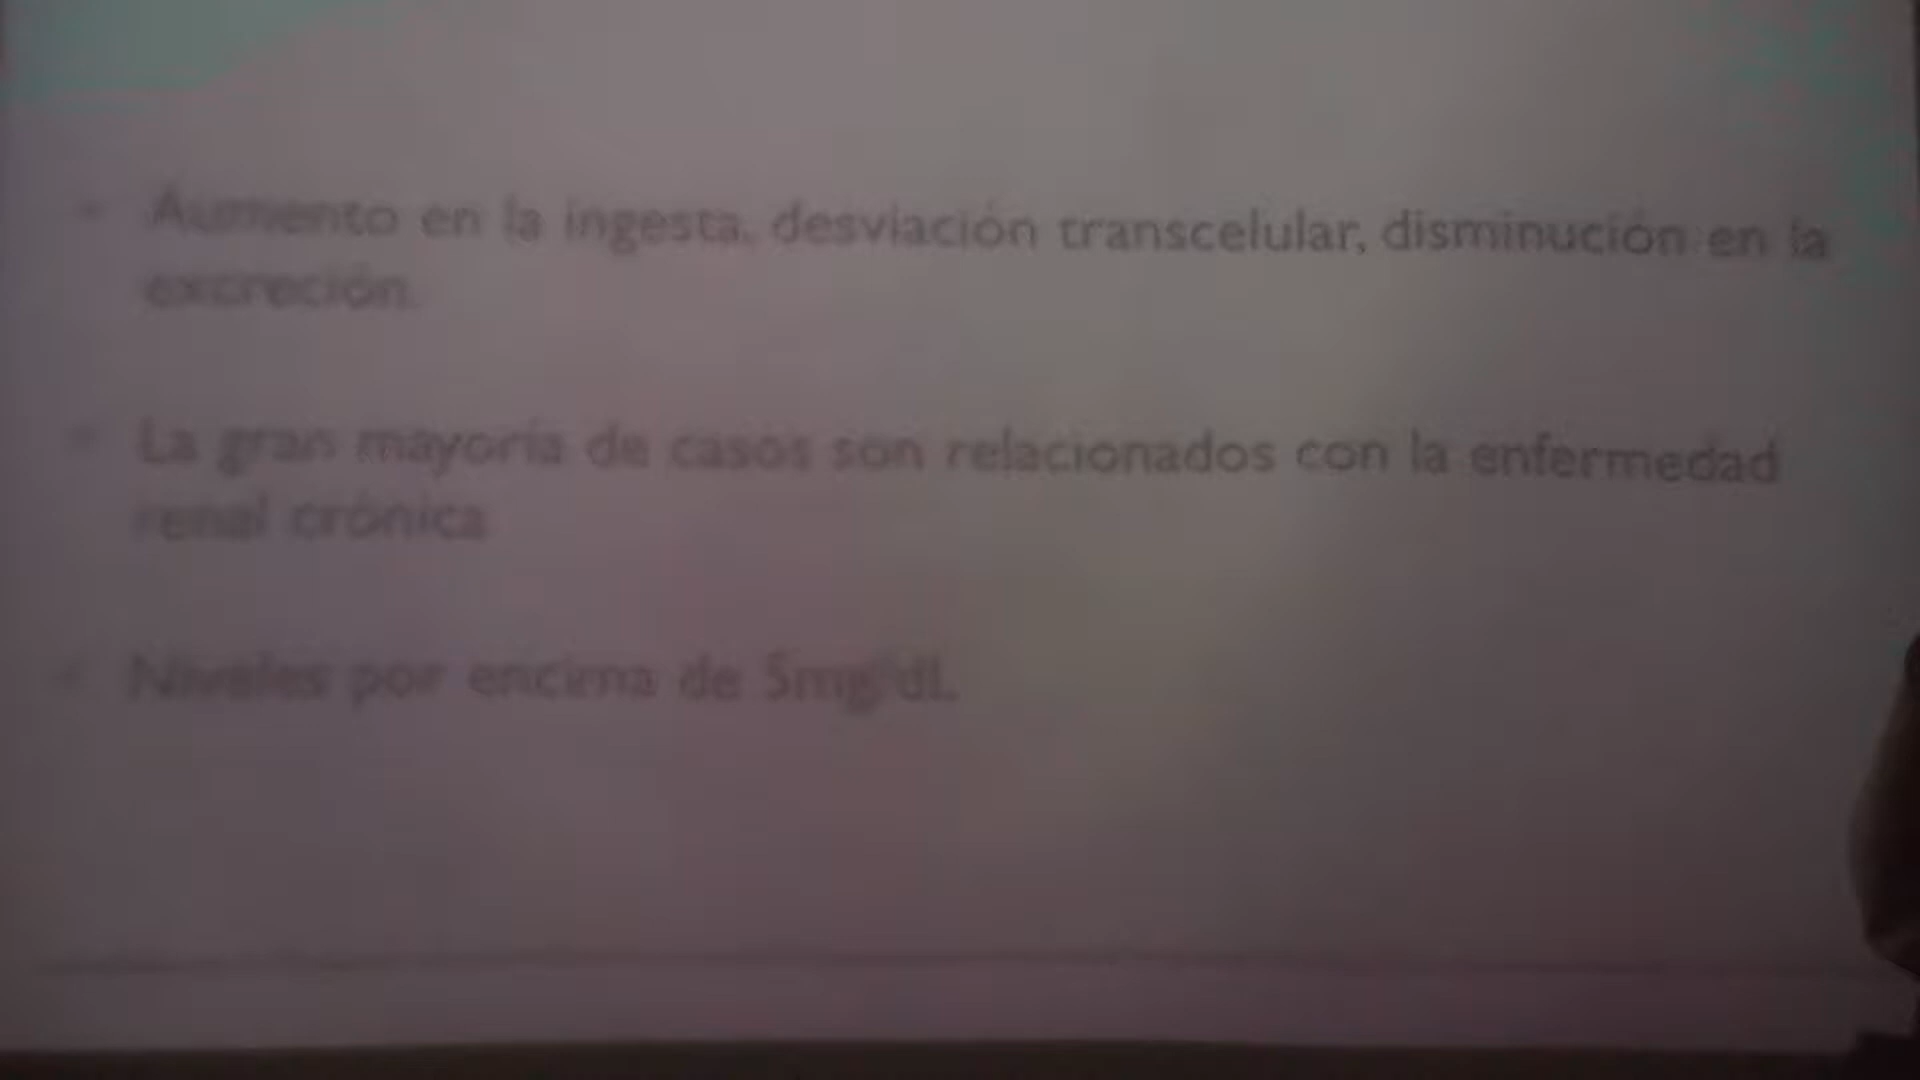 Aumento en la ingesta, desviación transcelular, disminución en la
excreción.
La gran mayoría de casos son relacionados con la enfermedad
renal crónica
Niveles por encima de 5mg/dL